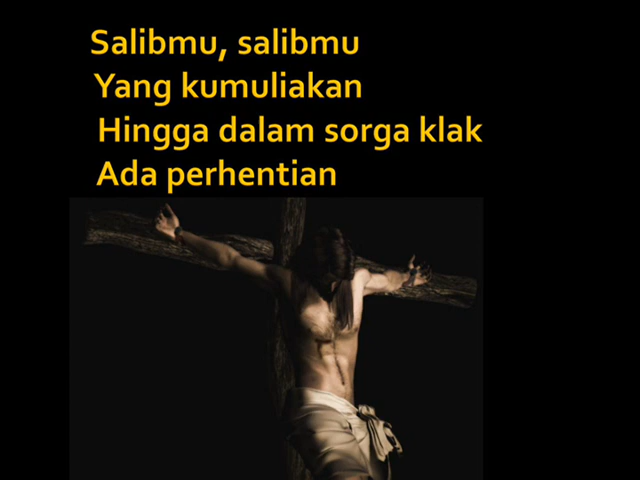 Salibmu, salibmu
Yang kumuliakan
Hingga dalam sorga klak
Ada perhentian